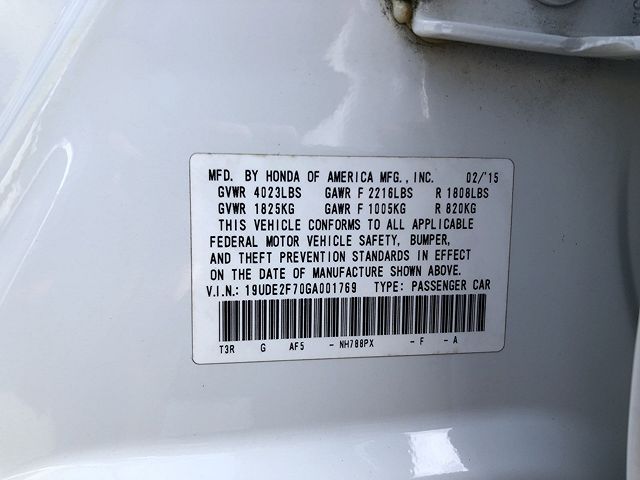 MFD. BY HONDA OF AMERICA MFG., INC. 02/'15
GVWR 4023LBS GAWR F 2216LBS R 1808LBS
GVWR 1825KG GAWR F 1005KG R 820KG
THIS VEHICLE CONFORMS TO ALL APPLICABLE
FEDERAL MOTOR VEHICLE SAFETY, BUMPER,
AND THEFT PREVENTION STANDARDS IN EFFECT
ON THE DATE OF MANUFACTURE SHOWN ABOVE.
V.I.N.: 19UDE2F70GA001769 TYPE: PASSENGER CAR
T3R G AF5 - NH788PX - F - A